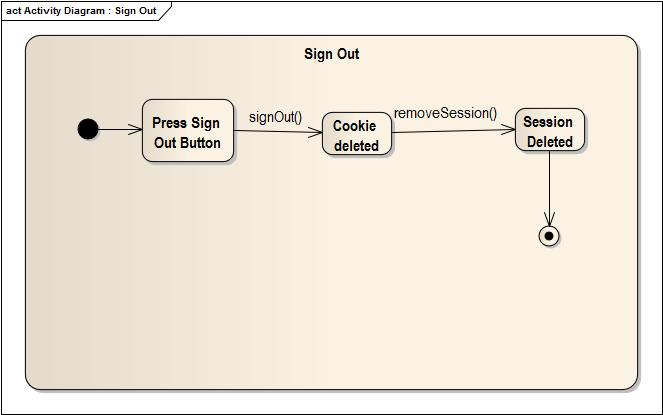 act Activity Diagram : Sign Out
Sign Out
Press Sign
Out Button
signOut()
Cookie
deleted
removeSession()
Session
Deleted